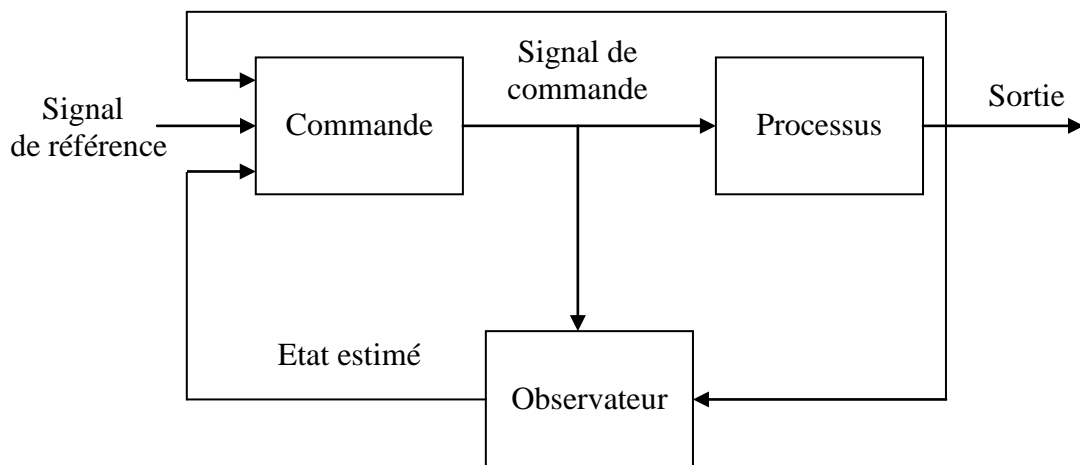 Signal de
commande
Sortie
Signal
de référence
Commande
Processus
Etat estimé
Observateur